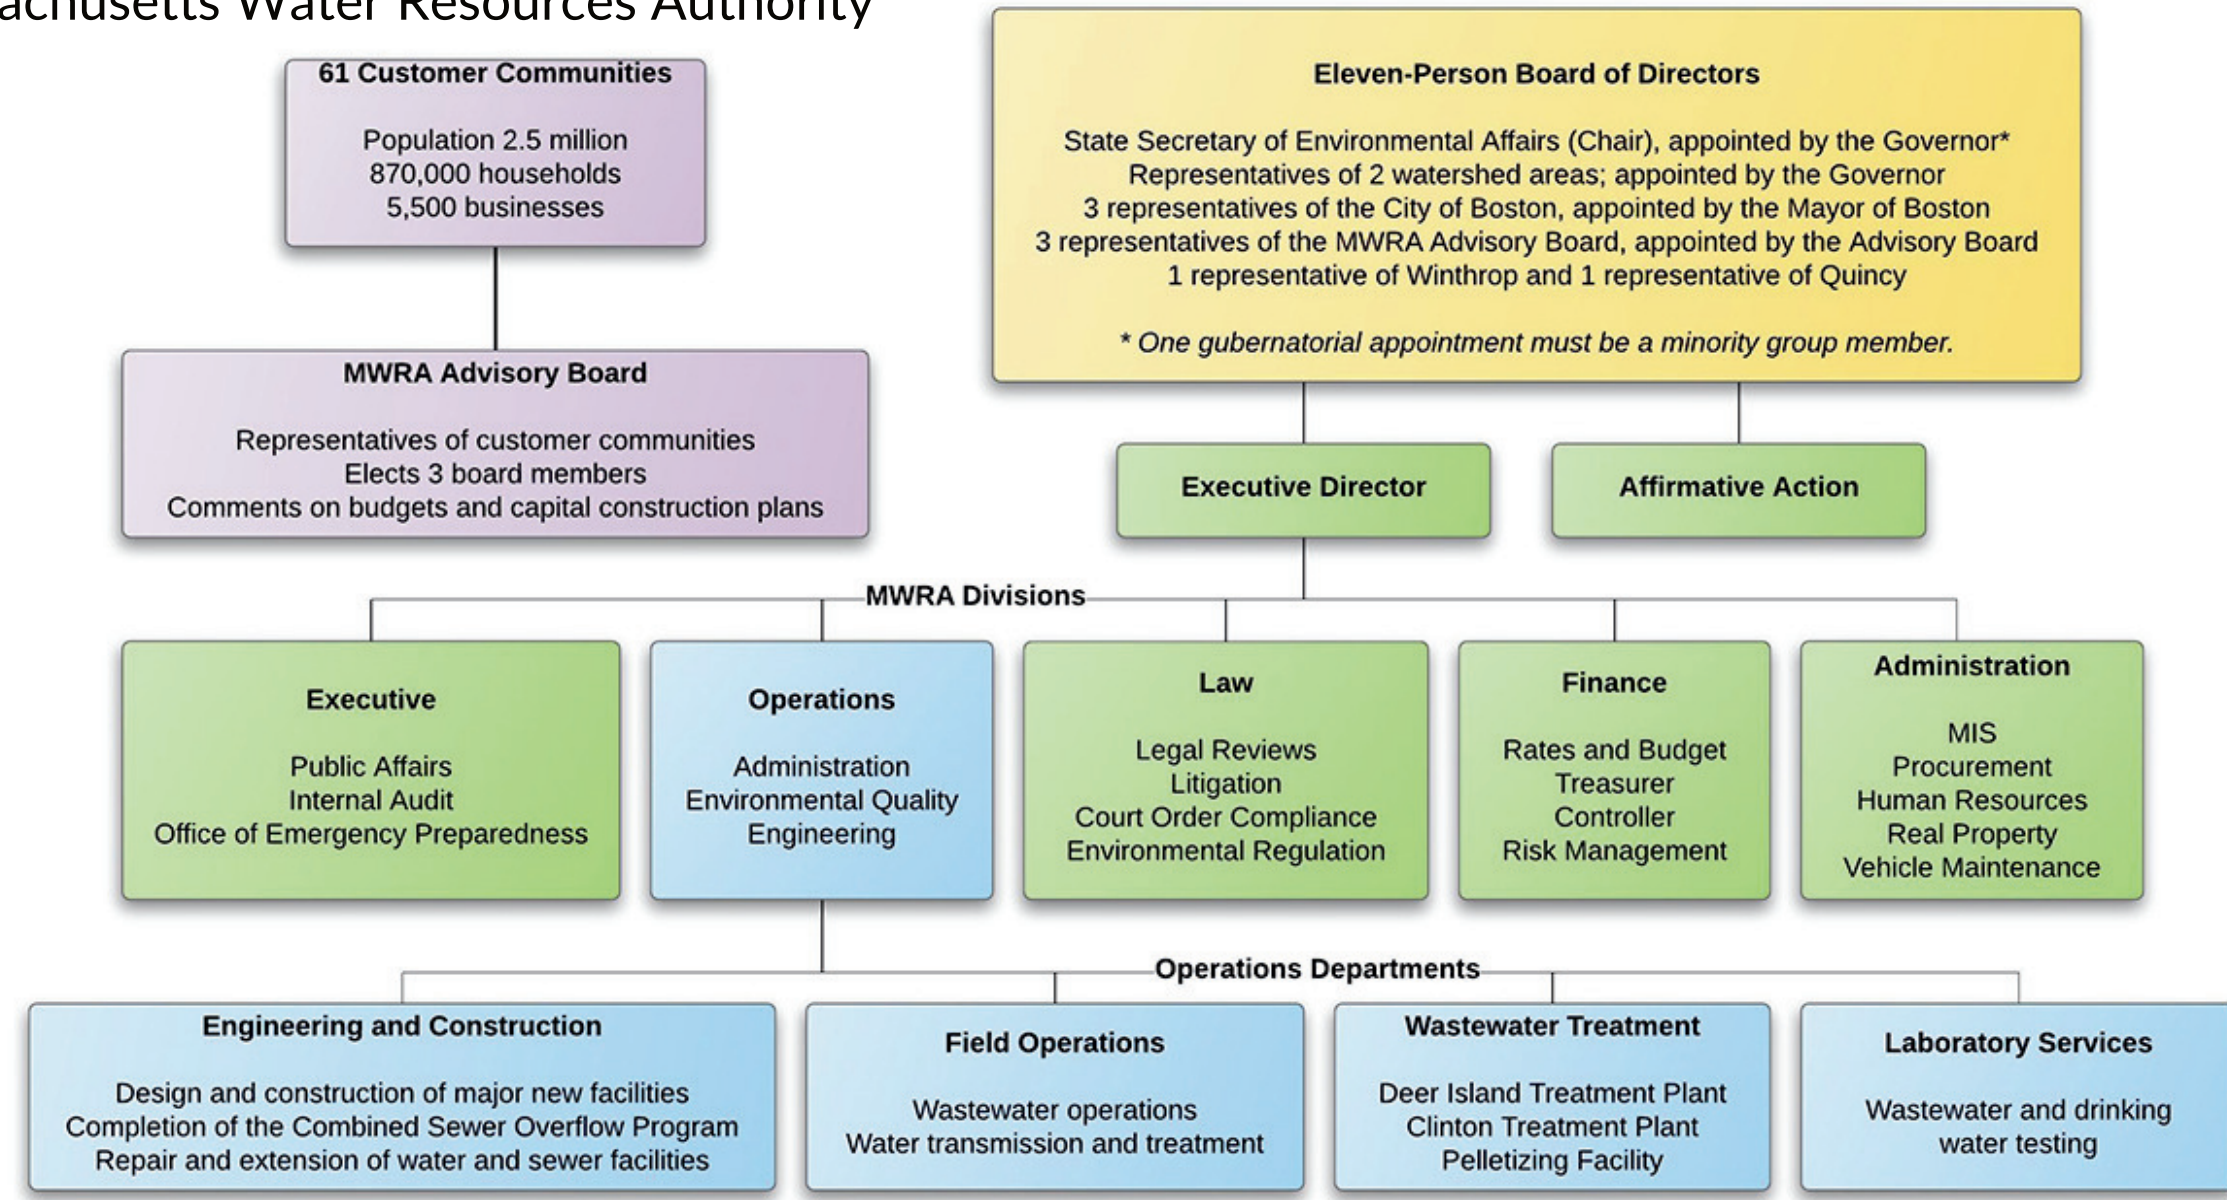 achusetts Water Resources Authority
61 Customer Communities
Population 2.5 million
870,000 households
5,500 businesses
MWRA Advisory Board
Representatives of customer communities
Elects 3 board members
Comments on budgets and capital construction plans
Eleven-Person Board of Directors
State Secretary of Environmental Affairs (Chair), appointed by the Governor*
Representatives of 2 watershed areas; appointed by the Governor
3 representatives of the City of Boston, appointed by the Mayor of Boston
3 representatives of the MWRA Advisory Board, appointed by the Advisory Board
1 representative of Winthrop and 1 representative of Quincy
* One gubernatorial appointment must be a minority group member.
Executive Director
Affirmative Action
MWRA Divisions
Executive
Public Affairs
Internal Audit
Office of Emergency Preparedness
Operations
Administration
Environmental Quality
Engineering
Law
Legal Reviews
Litigation
Court Order Compliance
Environmental Regulation
Finance
Rates and Budget
Treasurer
Controller
Risk Management
Administration
MIS
Procurement
Human Resources
Real Property
Vehicle Maintenance
Operations Departments
Engineering and Construction
Design and construction of major new facilities
Completion of the Combined Sewer Overflow Program
Repair and extension of water and sewer facilities
Field Operations
Wastewater operations
Water transmission and treatment
Wastewater Treatment
Deer Island Treatment Plant
Clinton Treatment Plant
Pelletizing Facility
Laboratory Services
Wastewater and drinking
water testing